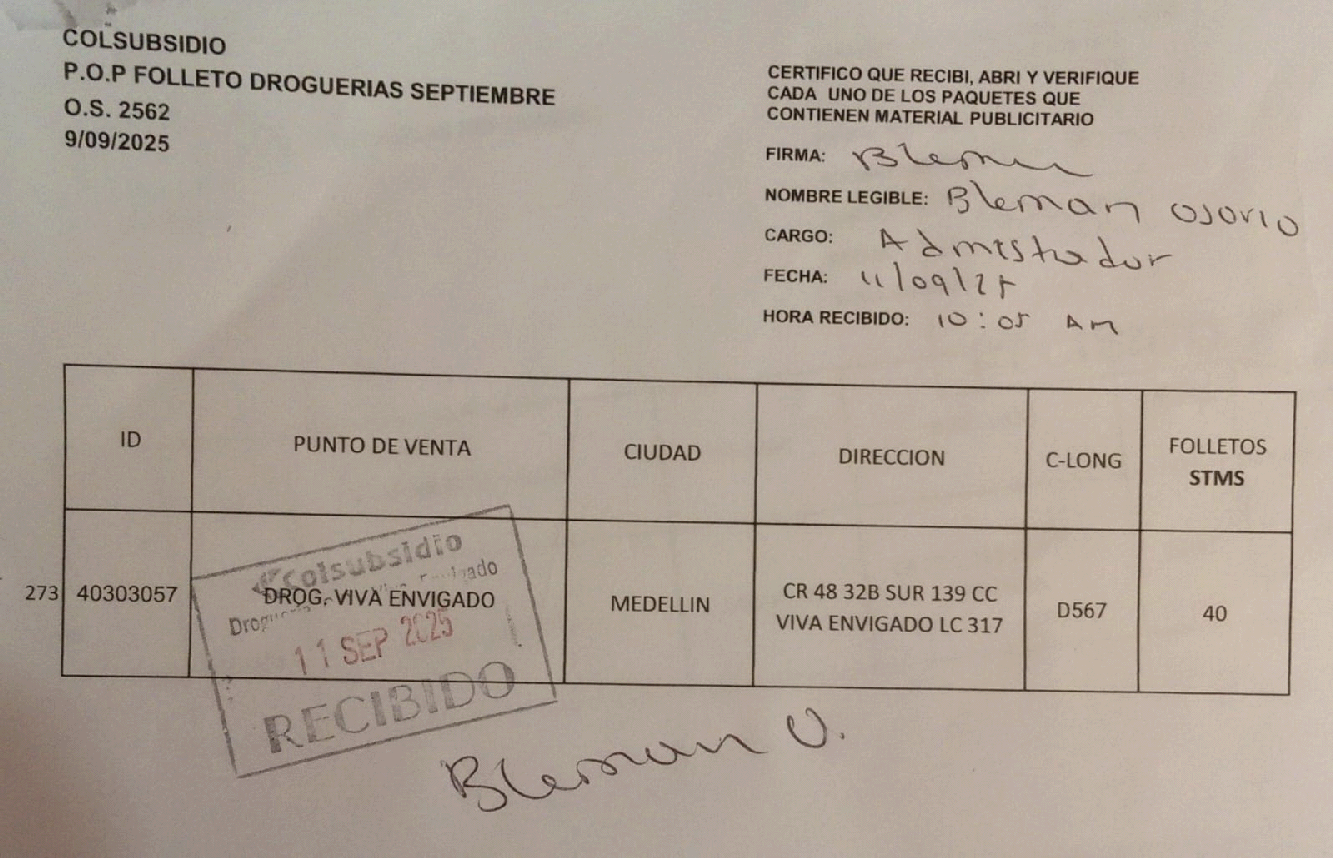 COLSUBSIDIO
P.O.P FOLLETO DROGUERIAS SEPTIEMBRE
O.S. 2562
9/09/2025
CERTIFICO QUE RECIBI, ABRI Y VERIFIQUE
CADA UNO DE LOS PAQUETES QUE
CONTIENEN MATERIAL PUBLICITARIO
FIRMA:
NOMBRE LEGIBLE: Bleman Osorio
CARGO: Admistrador
FECHA: 11/09/25
HORA RECIBIDO: 10:05 AM
ID PUNTO DE VENTA CIUDAD DIRECCION C-LONG FOLLETOS STMS
273 40303057 DROG. VIVA ENVIGADO MEDELLIN CR 48 32B SUR 139 CC D567 40
VIVA ENVIGADO LC 317
Colsubsidio
11 SEP 2025
RECIBIDO
Bleman O.